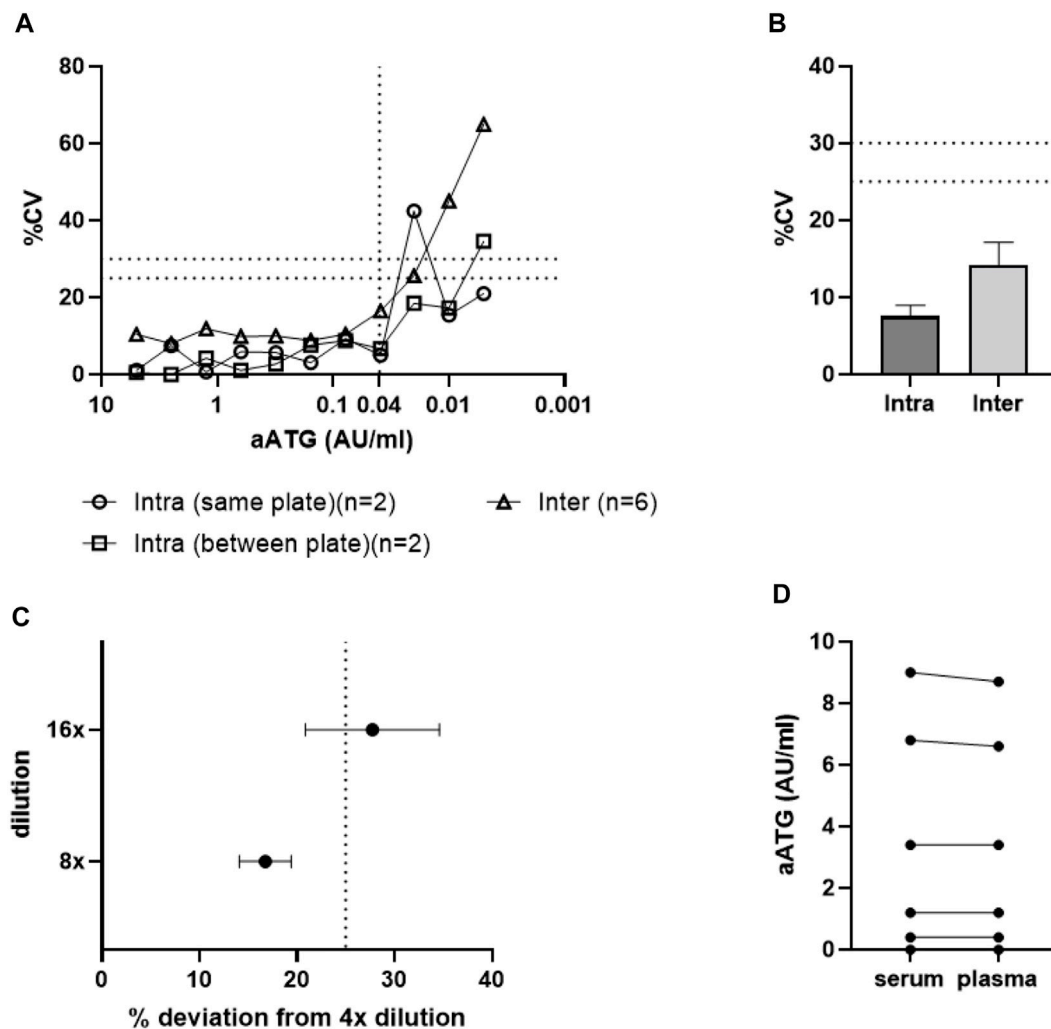 A
80
60
40
20
0
%CV
10
1
0.1
0.04
0.01
0.001
aATG (AU/ml)
Intra (same plate)(n=2)
Inter (n=6)
Intra (between plate)(n=2)
B
40
30
20
10
0
%CV
Intra
Inter
C
16x
8x
dilution
0
10
20
30
40
% deviation from 4x dilution
D
10
8
6
4
2
0
aATG (AU/ml)
serum
plasma